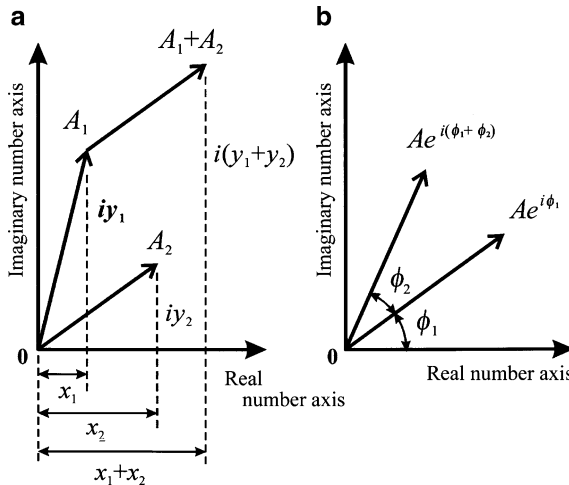 a
Imaginary number axis
A₁+A₂
A₁
i(y₁+y₂)
iy₁
A₂
iy₂
0
x₁
x₂
x₁+x₂
Real
number axis
b
Imaginary number axis
Ae^{i(ϕ₁+ϕ₂)}
Ae^{iϕ₁}
ϕ₂
ϕ₁
0
Real number axis